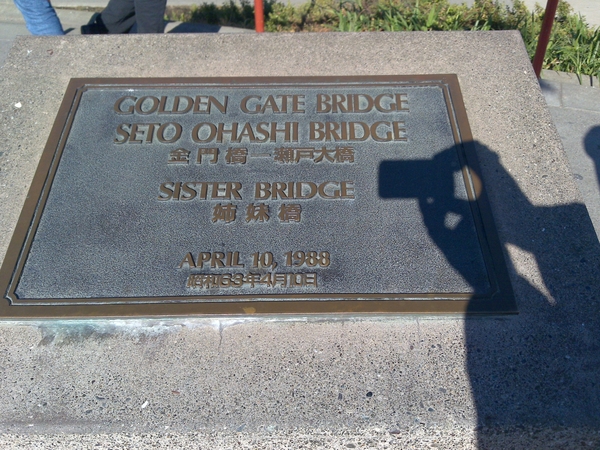 GOLDEN GATE BRIDGE
SETO OHASHI BRIDGE
金門橋—瀬戸大橋
SISTER BRIDGE
姉妹橋
APRIL 10, 1988
昭和63年4月10日